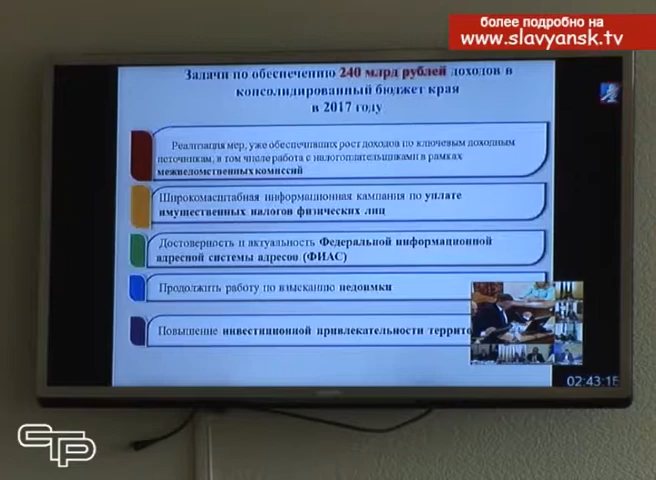 более подробно на
www.slavyansk.tv
Задачи по обеспечению 240 млрд рублей доходов в
консолидированный бюджет края
в 2017 году
Реализация мер, уже обеспечивших рост доходов по ключевым доходным
источникам, в том числе работа с налогоплательщиками в рамках
межведомственных комиссий
Широкомасштабная информационная кампания по уплате
имущественных налогов физических лиц
Достоверность и актуальность Федеральной информационной
адресной системы адресов (ФИАС)
Продолжить работу по взысканию недоимки
Повышение инвестиционной привлекательности территo
02:43:15
СТР